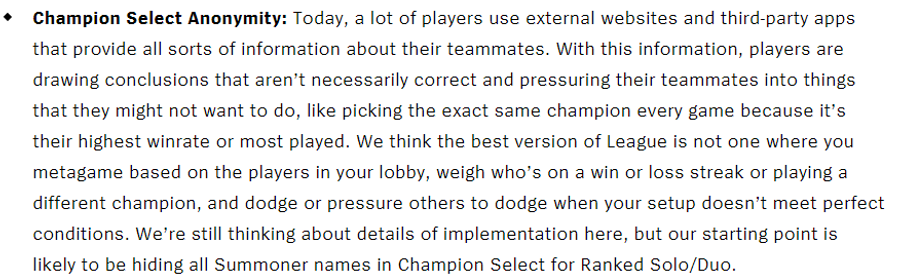 ◆ Champion Select Anonymity: Today, a lot of players use external websites and third-party apps
that provide all sorts of information about their teammates. With this information, players are
drawing conclusions that aren’t necessarily correct and pressuring their teammates into things
that they might not want to do, like picking the exact same champion every game because it’s
their highest winrate or most played. We think the best version of League is not one where you
metagame based on the players in your lobby, weigh who’s on a win or loss streak or playing a
different champion, and dodge or pressure others to dodge when your setup doesn’t meet perfect
conditions. We’re still thinking about details of implementation here, but our starting point is
likely to be hiding all Summoner names in Champion Select for Ranked Solo/Duo.